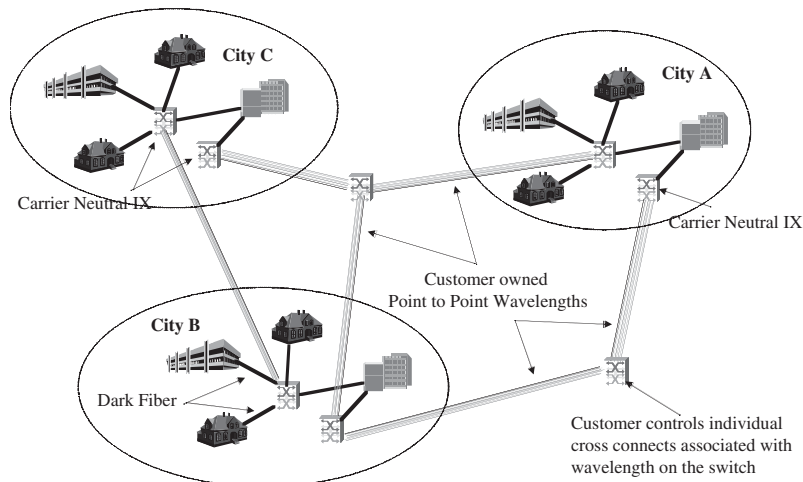 City C
City A
Carrier Neutral IX
Carrier Neutral IX
Customer owned
Point to Point Wavelengths
City B
Dark Fiber
Customer controls individual
cross connects associated with
wavelength on the switch